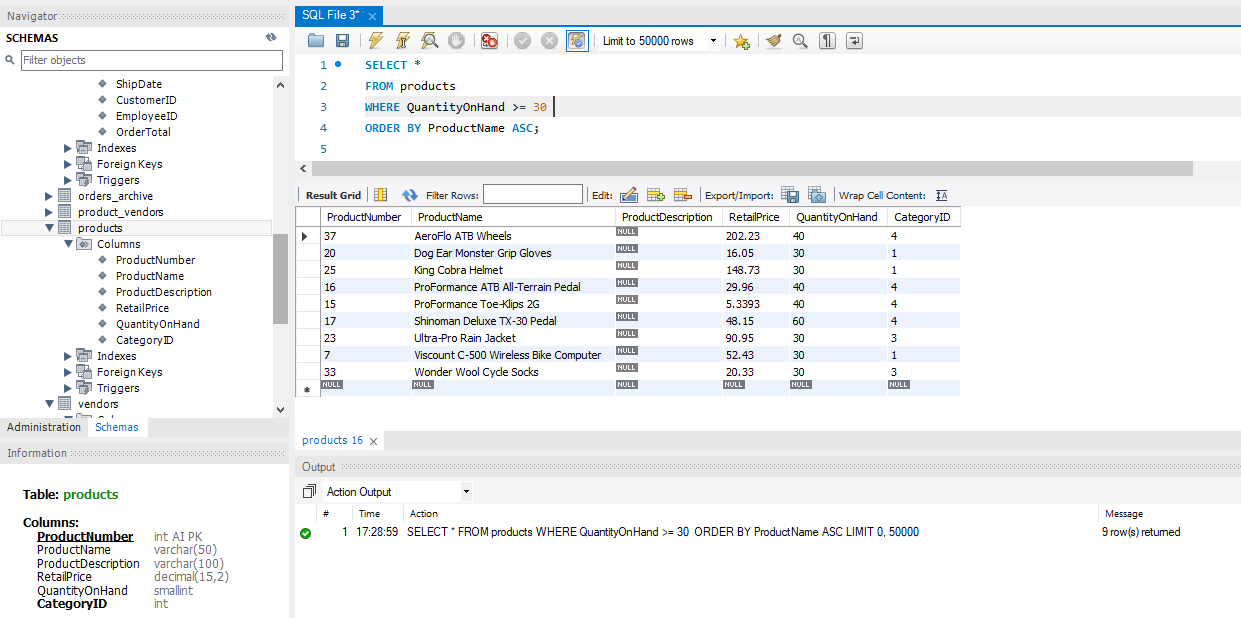 Navigator
SCHEMAS
Filter objects
ShipDate
CustomerID
EmployeeID
OrderTotal
Indexes
Foreign Keys
Triggers
orders_archive
product_vendors
products
Columns
ProductNumber
ProductName
ProductDescription
RetailPrice
QuantityOnHand
CategoryID
Indexes
Foreign Keys
Triggers
vendors
Administration Schemas
Information
Table: products
Columns:
ProductNumber int AI PK
ProductName varchar(50)
ProductDescription varchar(100)
RetailPrice decimal(15,2)
QuantityOnHand smallint
CategoryID int
SQL File 3*
Limit to 50000 rows
1 SELECT *
2 FROM products
3 WHERE QuantityOnHand >= 30
4 ORDER BY ProductName ASC;
5
Result Grid Filter Rows: Edit: Export/Import: Wrap Cell Content: IA
ProductNumber ProductName ProductDescription RetailPrice QuantityOnHand CategoryID
37 AeroFlo ATB Wheels NULL 202.23 40 4
20 Dog Ear Monster Grip Gloves NULL 16.05 30 1
25 King Cobra Helmet NULL 148.73 30 1
16 ProFormance ATB All-Terrain Pedal NULL 29.96 40 4
15 ProFormance Toe-Klips 2G NULL 5.3393 40 4
17 Shinoman Deluxe TX-30 Pedal NULL 48.15 60 4
23 Ultra-Pro Rain Jacket NULL 90.95 30 3
7 Viscount C-500 Wireless Bike Computer NULL 52.43 30 1
33 Wonder Wool Cycle Socks NULL 20.33 30 3
NULL NULL NULL NULL NULL NULL
products 16
Output
Action Output
# Time Action Message
1 17:28:59 SELECT * FROM products WHERE QuantityOnHand >= 30 ORDER BY ProductName ASC LIMIT 0, 50000 9 row(s) returned